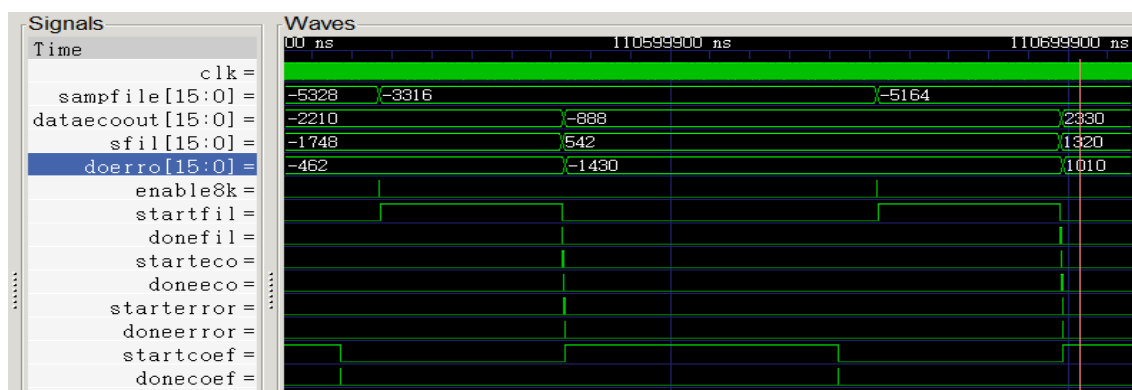 Signals Waves
Time 00 ns 110599900 ns 110699900 ns
clk =
sampfile[15:0] = -5328 -3316 -5164
dataecoout[15:0] = -2210 -888 2330
sfil[15:0] = -1748 542 1320
doerro[15:0] = -462 -1430 1010
enable8k =
startfil =
donefil =
starteco =
doneeco =
starterror =
doneerror =
startcoef =
donecoef =